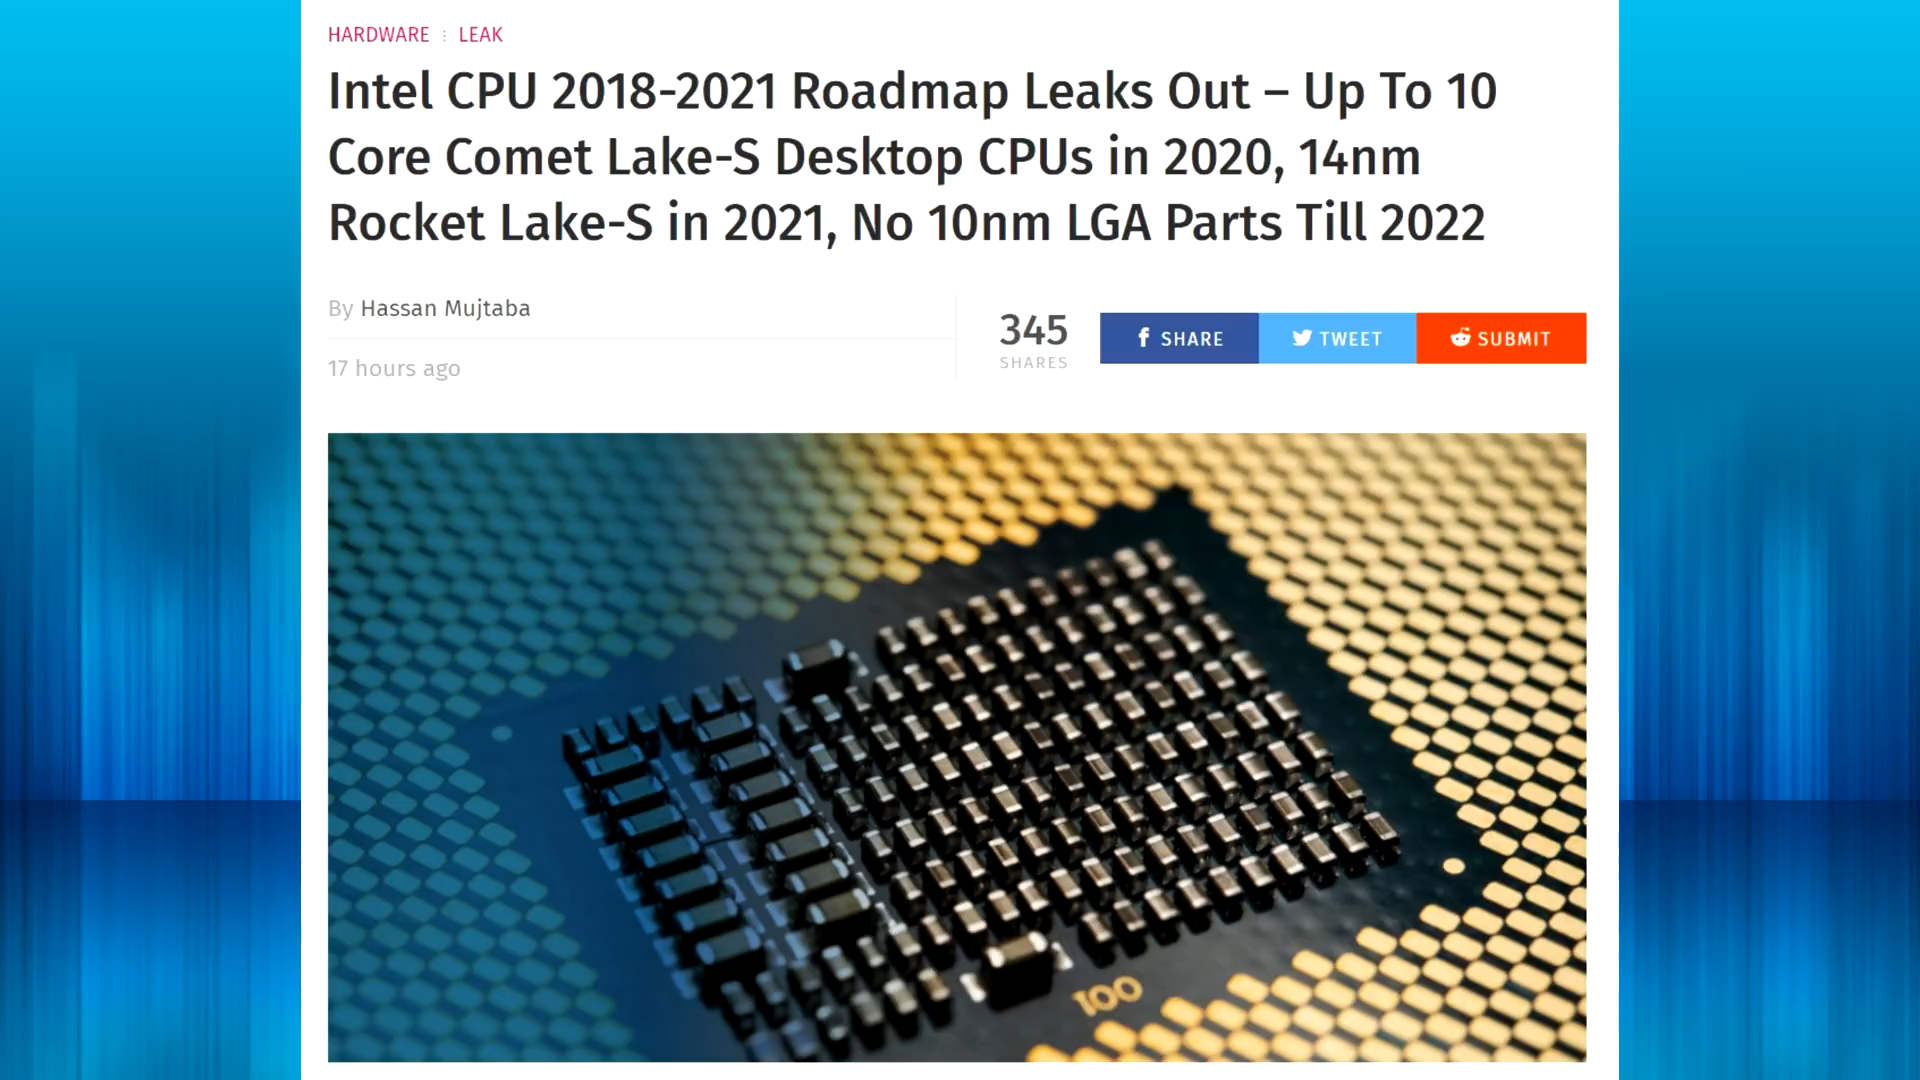 HARDWARE : LEAK
Intel CPU 2018-2021 Roadmap Leaks Out – Up To 10
Core Comet Lake-S Desktop CPUs in 2020, 14nm
Rocket Lake-S in 2021, No 10nm LGA Parts Till 2022
By Hassan Mujtaba
17 hours ago
345
SHARES
SHARE
TWEET
SUBMIT
100